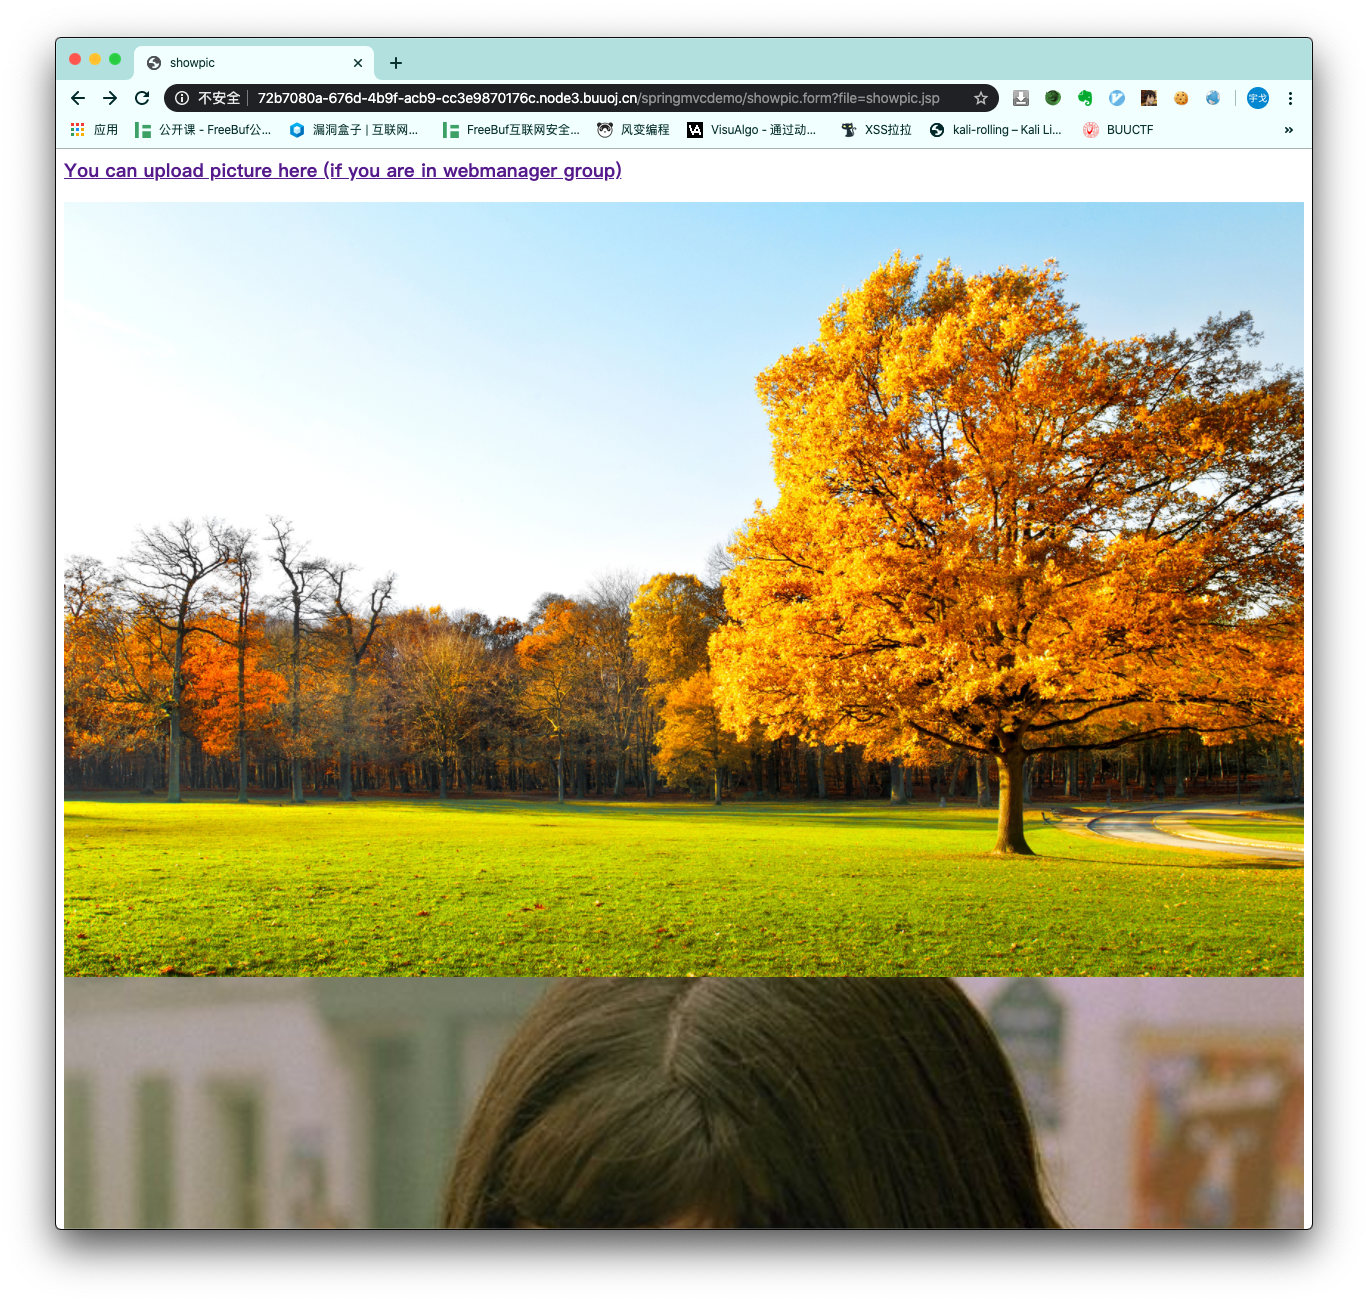 showpic
不安全 72b7080a-676d-4b9f-acb9-cc3e9870176c.node3.buuoj.cn/springmvcdemo/showpic.form?file=showpic.jsp 宇戈
应用 公开课 - FreeBuf公... 漏洞盒子 | 互联网... FreeBuf互联网安全... 风变编程 VisuAlgo - 通过动... XSS拉拉 kali-rolling – Kali Li... BUUCTF »
You can upload picture here (if you are in webmanager group)